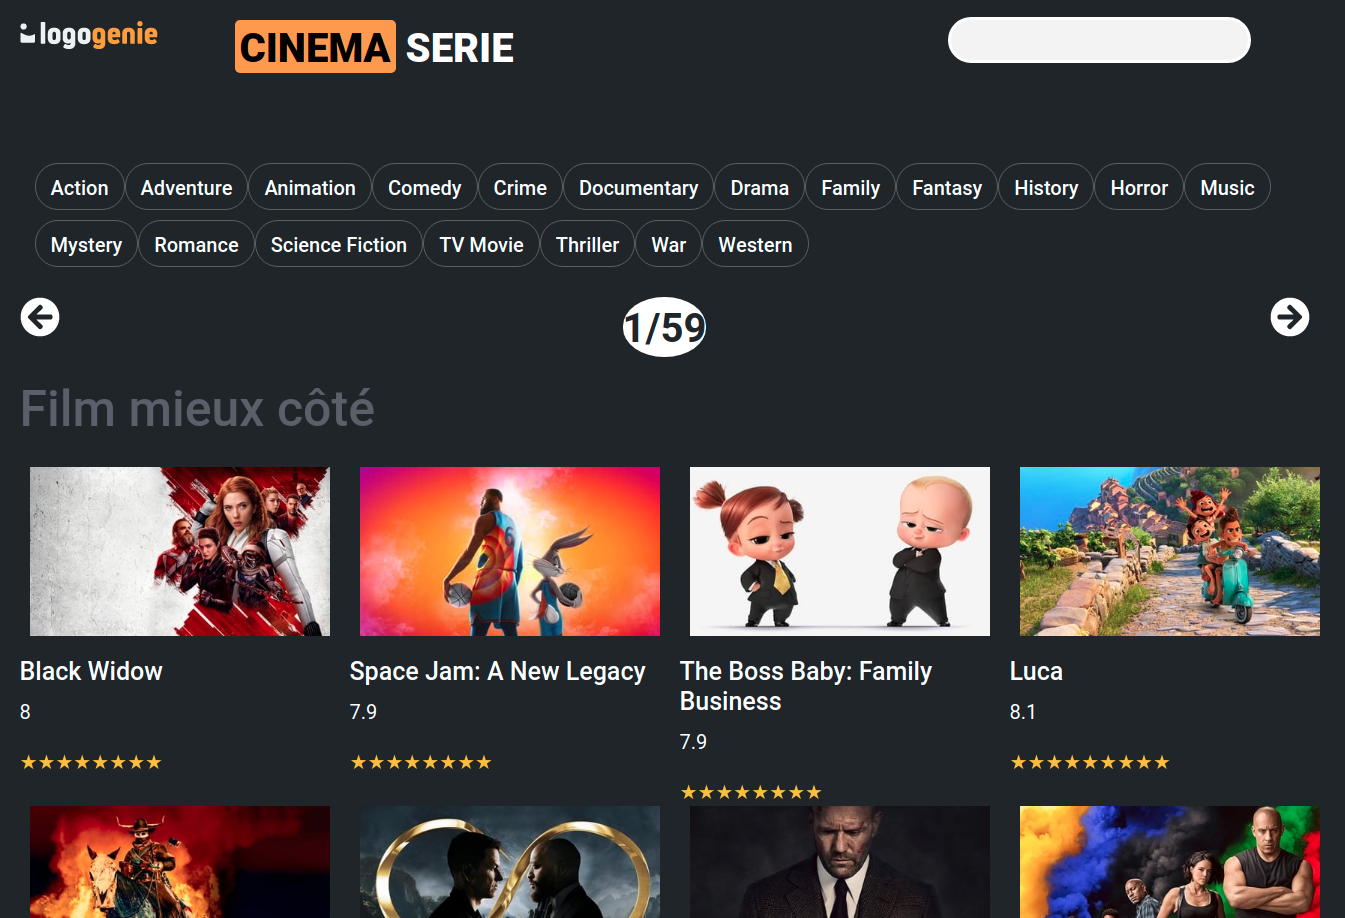 logogenie
CINEMA SERIE
Action Adventure Animation Comedy Crime Documentary Drama Family Fantasy History Horror Music
Mystery Romance Science Fiction TV Movie Thriller War Western
1/59
Film mieux côté
Black Widow
8
★★★★★★★★
Space Jam: A New Legacy
7.9
★★★★★★★★
The Boss Baby: Family
Business
7.9
★★★★★★★★
Luca
8.1
★★★★★★★★★